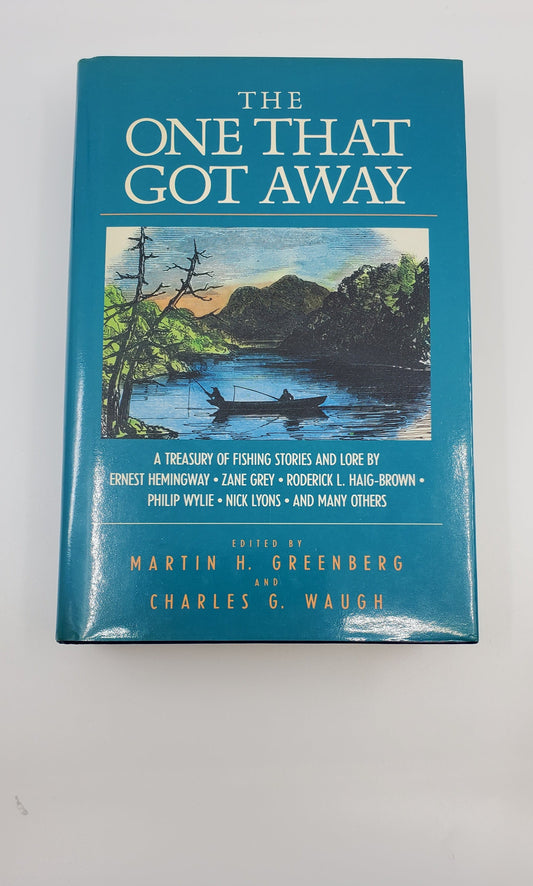 THE
ONE THAT
GOT AWAY
A TREASURY OF FISHING STORIES AND LORE BY
ERNEST HEMINGWAY • ZANE GREY • RODERICK L. HAIG-BROWN •
PHILIP WYLIE • NICK LYONS • AND MANY OTHERS
EDITED BY
MARTIN H. GREENBERG
AND
CHARLES G. WAUGH